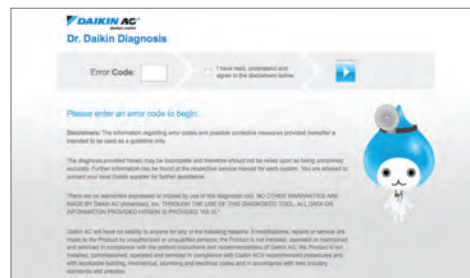 DAIKIN AC
Dr. Daikin Diagnosis
Error Code:
I have read, understand and
agree to the disclaimers below.
Please enter an error code to begin.
Disclaimers: The information regarding error codes and possible corrective measures provided hereafter is
intended to be used as a guideline only.
The diagnosis provided herein may be incomplete and therefore should not be relied upon as being completely
accurate. Further information can be found at the respective service manual for each system. You are advised to
contact your local Daikin supplier for further assistance.
There are no warranties expressed or implied by use of this diagnostic tool. NO OTHER WARRANTIES ARE
MADE BY Daikin AC (Americas), Inc. THROUGH THE USE OF THIS DIAGNOSTIC TOOL. ALL DATA OR
INFORMATION PROVIDED HEREIN IS PROVIDED "AS IS."
Daikin AC will have no liability to anyone for any of the following reasons: if modifications, repairs or service are
made to the Product by unauthorized or unqualified persons; the Product is not installed, operated or maintained
and serviced in compliance with the printed instructions and recommendations of Daikin AC; the Product is not
installed, commissioned, operated and serviced in compliance with Daikin AC's recommended procedures and
with applicable building, mechanical, plumbing and electrical codes and in accordance with best industry
standards and practice.